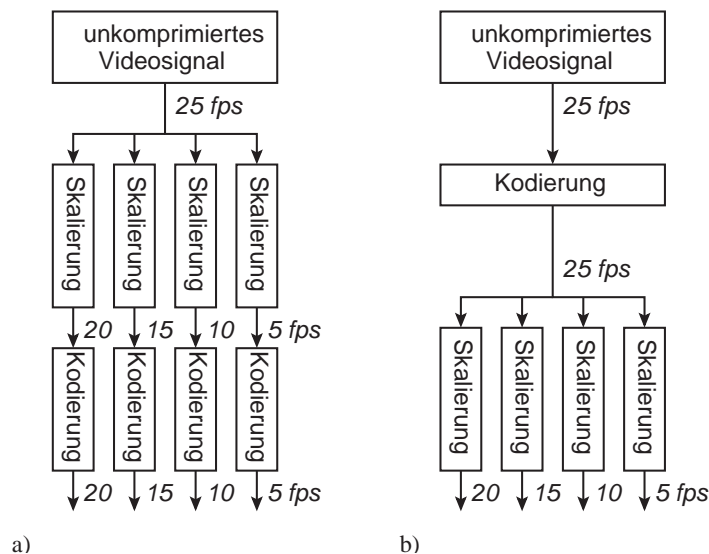 unkomprimiertes
Videosignal
25 fps
Skalierung
Skalierung
Skalierung
Skalierung
20
15
10
5 fps
Kodierung
Kodierung
Kodierung
Kodierung
20
15
10
5 fps
a)
unkomprimiertes
Videosignal
25 fps
Kodierung
25 fps
Skalierung
Skalierung
Skalierung
Skalierung
20
15
10
5 fps
b)